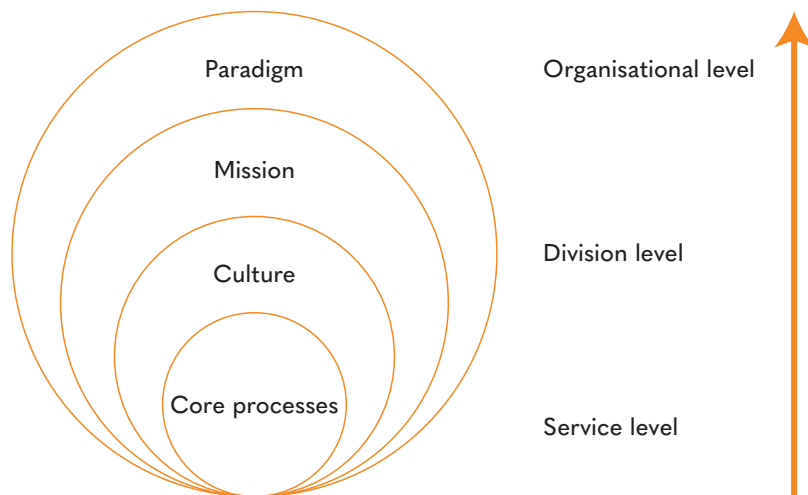 Paradigm
Organisational level
Mission
Division level
Culture
Core processes
Service level